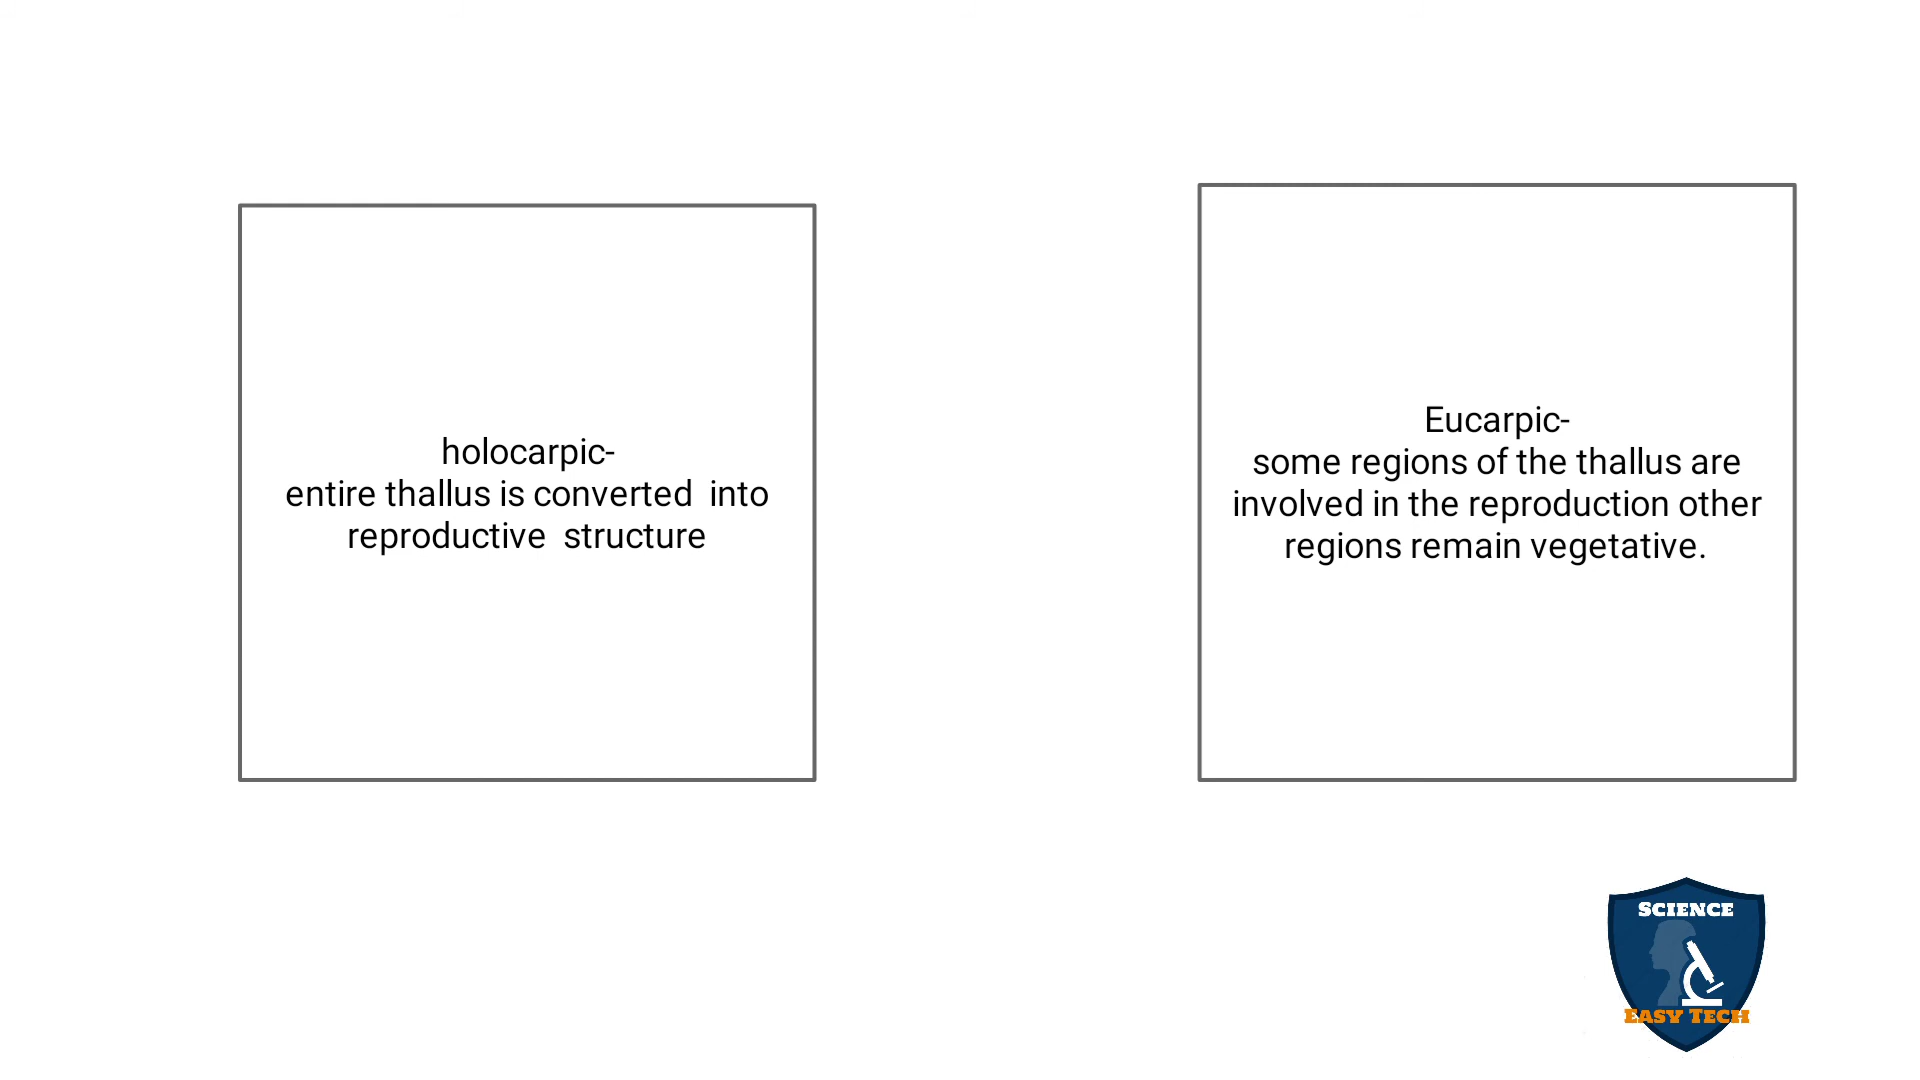 holocarpic-
entire thallus is converted  into
reproductive  structure
Eucarpic-
some regions of the thallus are
involved in the reproduction other
regions remain vegetative.
SCIENCE
EASY TECH